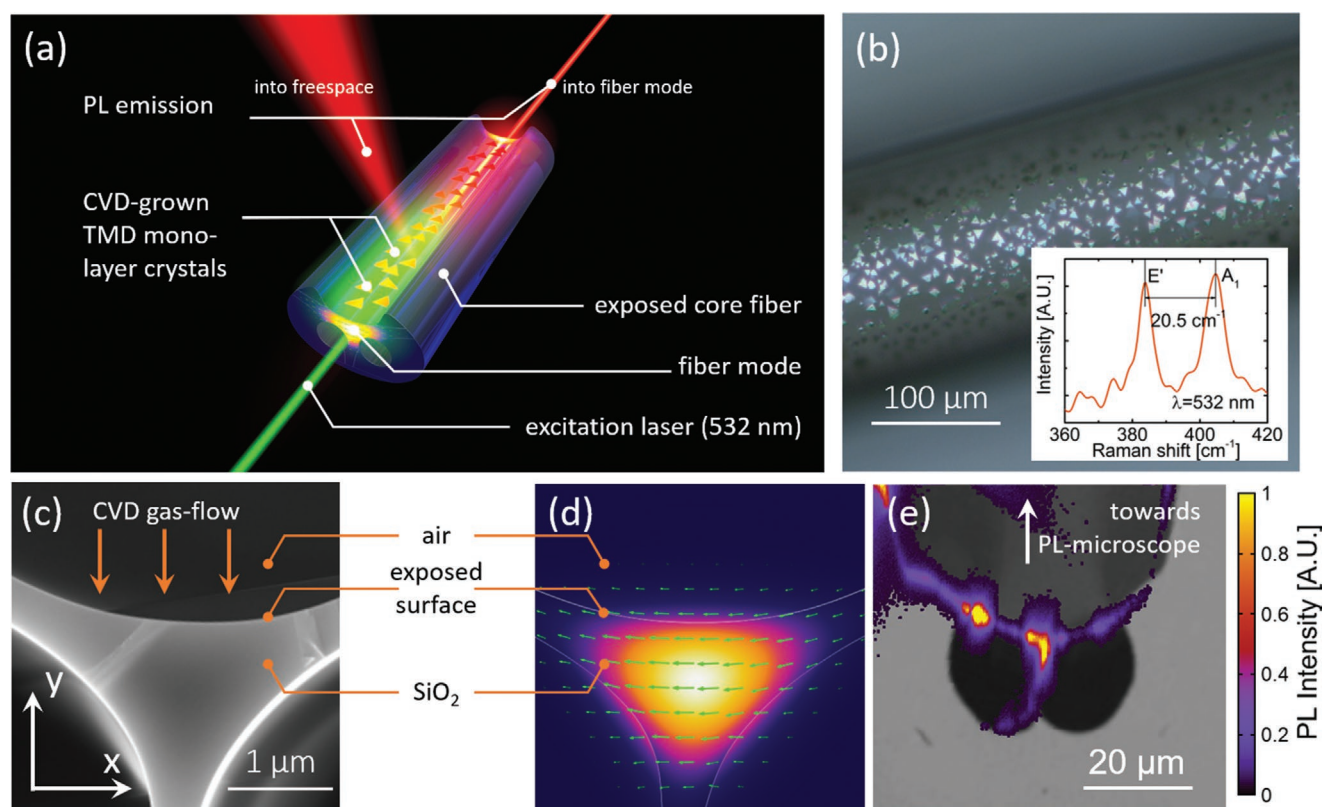 (a)
into freespace
into fiber mode
PL emission
CVD-grown
TMD mono-
layer crystals
exposed core fiber
fiber mode
excitation laser (532 nm)
(b)
100 µm
Intensity [A.U.]
E'
A1
20.5 cm⁻¹
λ=532 nm
360
380
400
420
Raman shift [cm⁻¹]
(c)
CVD gas-flow
air
exposed
surface
SiO₂
y
x
1 µm
(d)
(e)
towards
PL-microscope
20 µm
1
0.8
0.6
0.4
0.2
0
PL Intensity [A.U.]